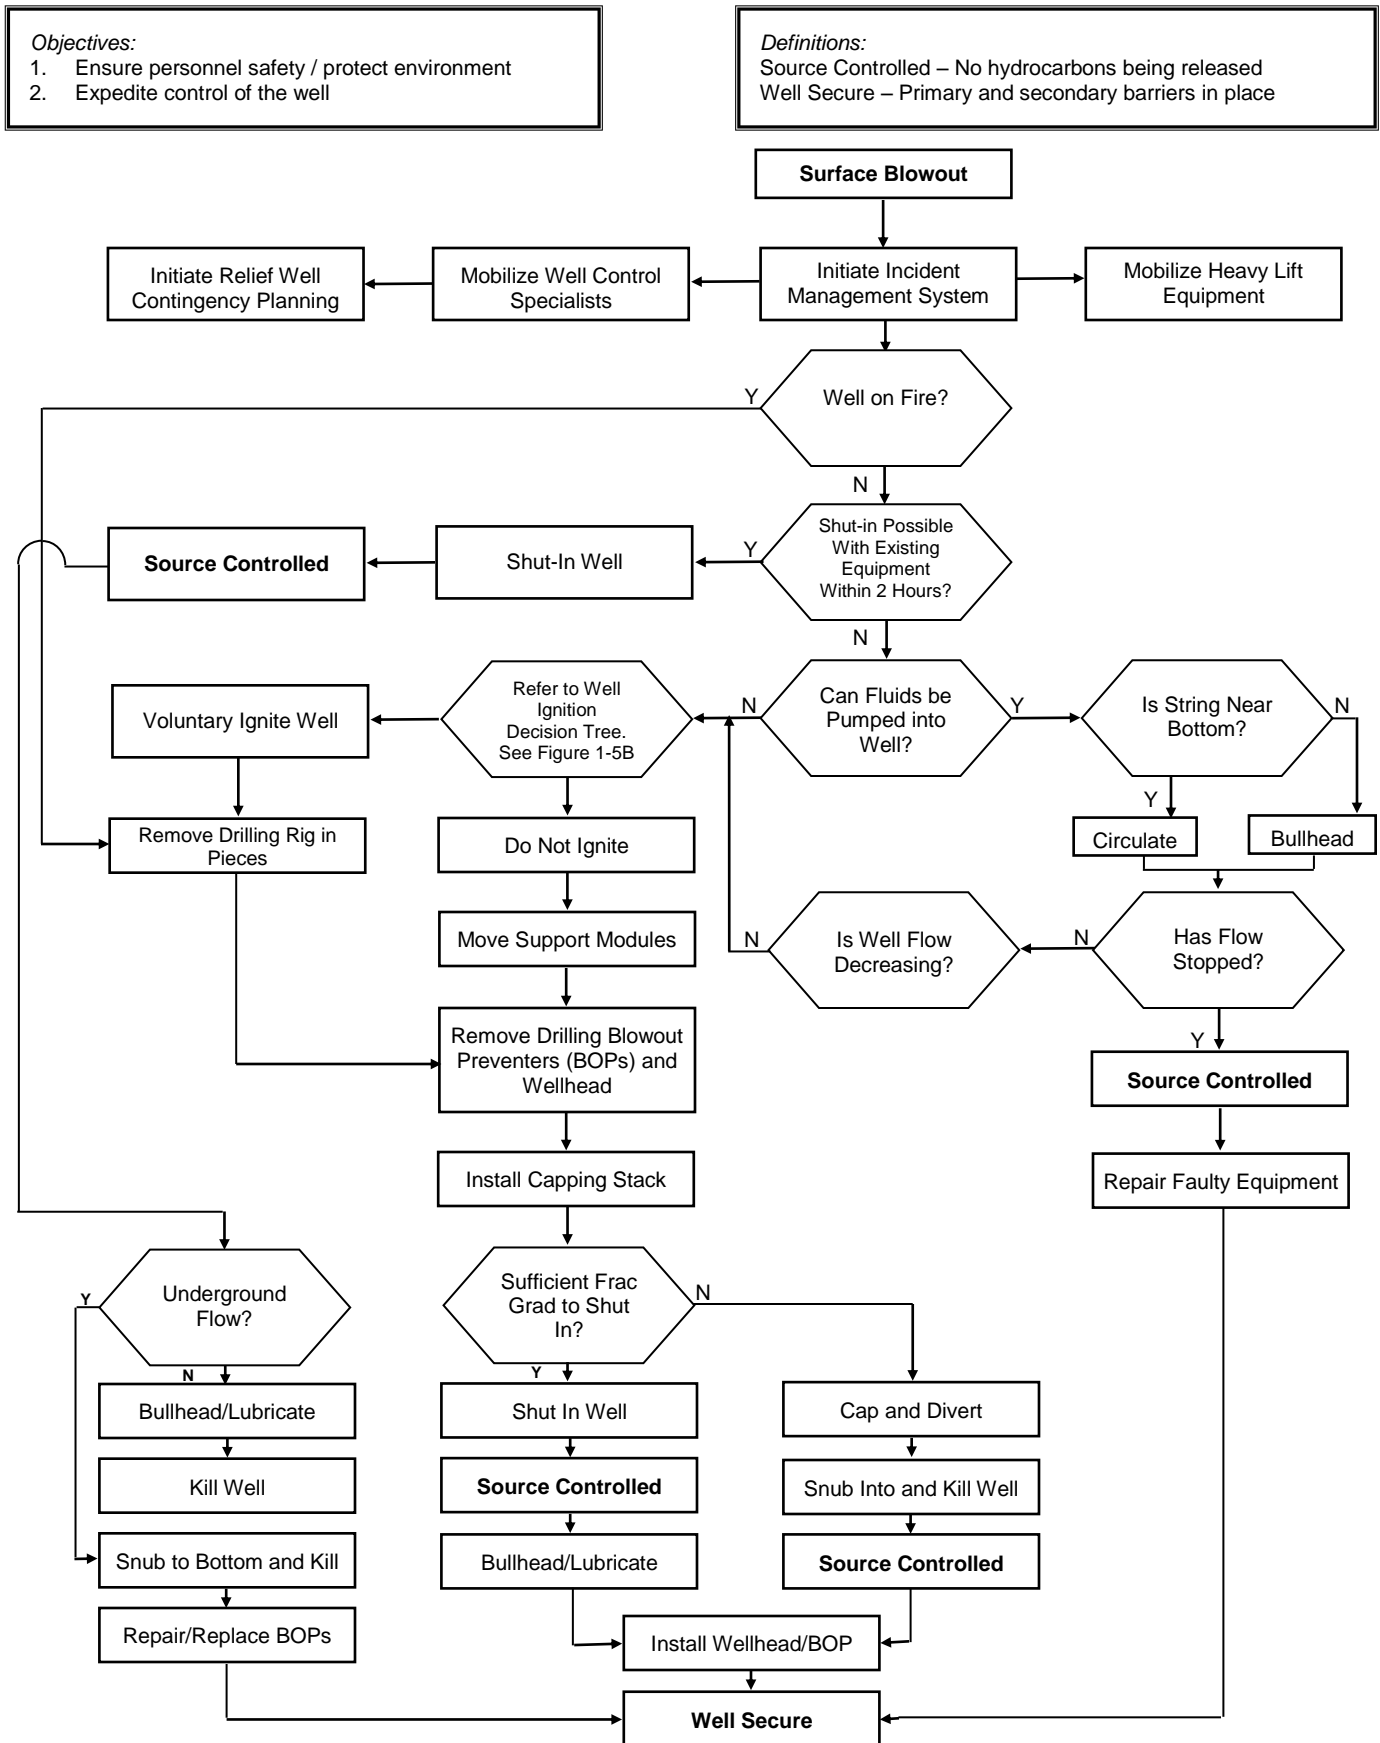 Objectives:
1. Ensure personnel safety / protect environment
2. Expedite control of the well
Definitions:
Source Controlled – No hydrocarbons being released
Well Secure – Primary and secondary barriers in place
Surface Blowout
Initiate Relief Well
Contingency Planning
Mobilize Well Control
Specialists
Initiate Incident
Management System
Mobilize Heavy Lift
Equipment
Y
Well on Fire?
N
Source Controlled
Shut-In Well
Y
Shut-in Possible
With Existing
Equipment
Within 2 Hours?
N
Voluntary Ignite Well
Refer to Well
Ignition
Decision Tree.
See Figure 1-5B
N
Can Fluids be
Pumped into
Well?
Y
Is String Near
Bottom?
N
Y
Remove Drilling Rig in
Pieces
Do Not Ignite
Circulate
Bullhead
Move Support Modules
N
Is Well Flow
Decreasing?
N
Has Flow
Stopped?
Y
Remove Drilling Blowout
Preventers (BOPs) and
Wellhead
Source Controlled
Install Capping Stack
Repair Faulty Equipment
Y
Underground
Flow?
N
Sufficient Frac
Grad to Shut
In?
N
Y
Bullhead/Lubricate
Shut In Well
Cap and Divert
Kill Well
Source Controlled
Snub Into and Kill Well
Snub to Bottom and Kill
Bullhead/Lubricate
Source Controlled
Repair/Replace BOPs
Install Wellhead/BOP
Well Secure